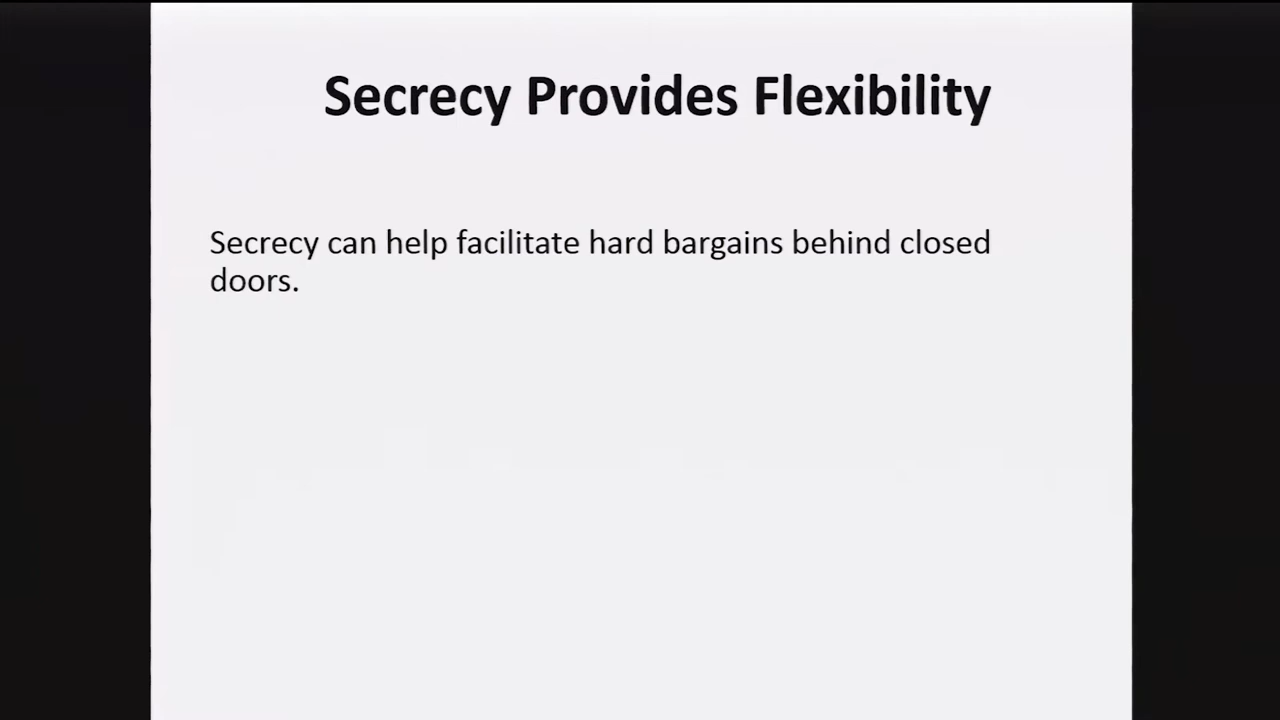 Secrecy Provides Flexibility
Secrecy can help facilitate hard bargains behind closed
doors.